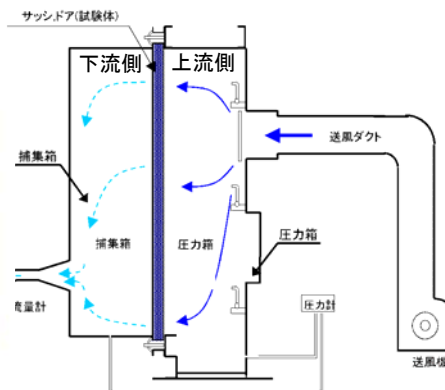 サッシ,ドア(試験体)
下流側
上流側
送風ダクト
捕集箱
捕集箱
圧力箱
圧力箱
流量計
圧力計
送風機